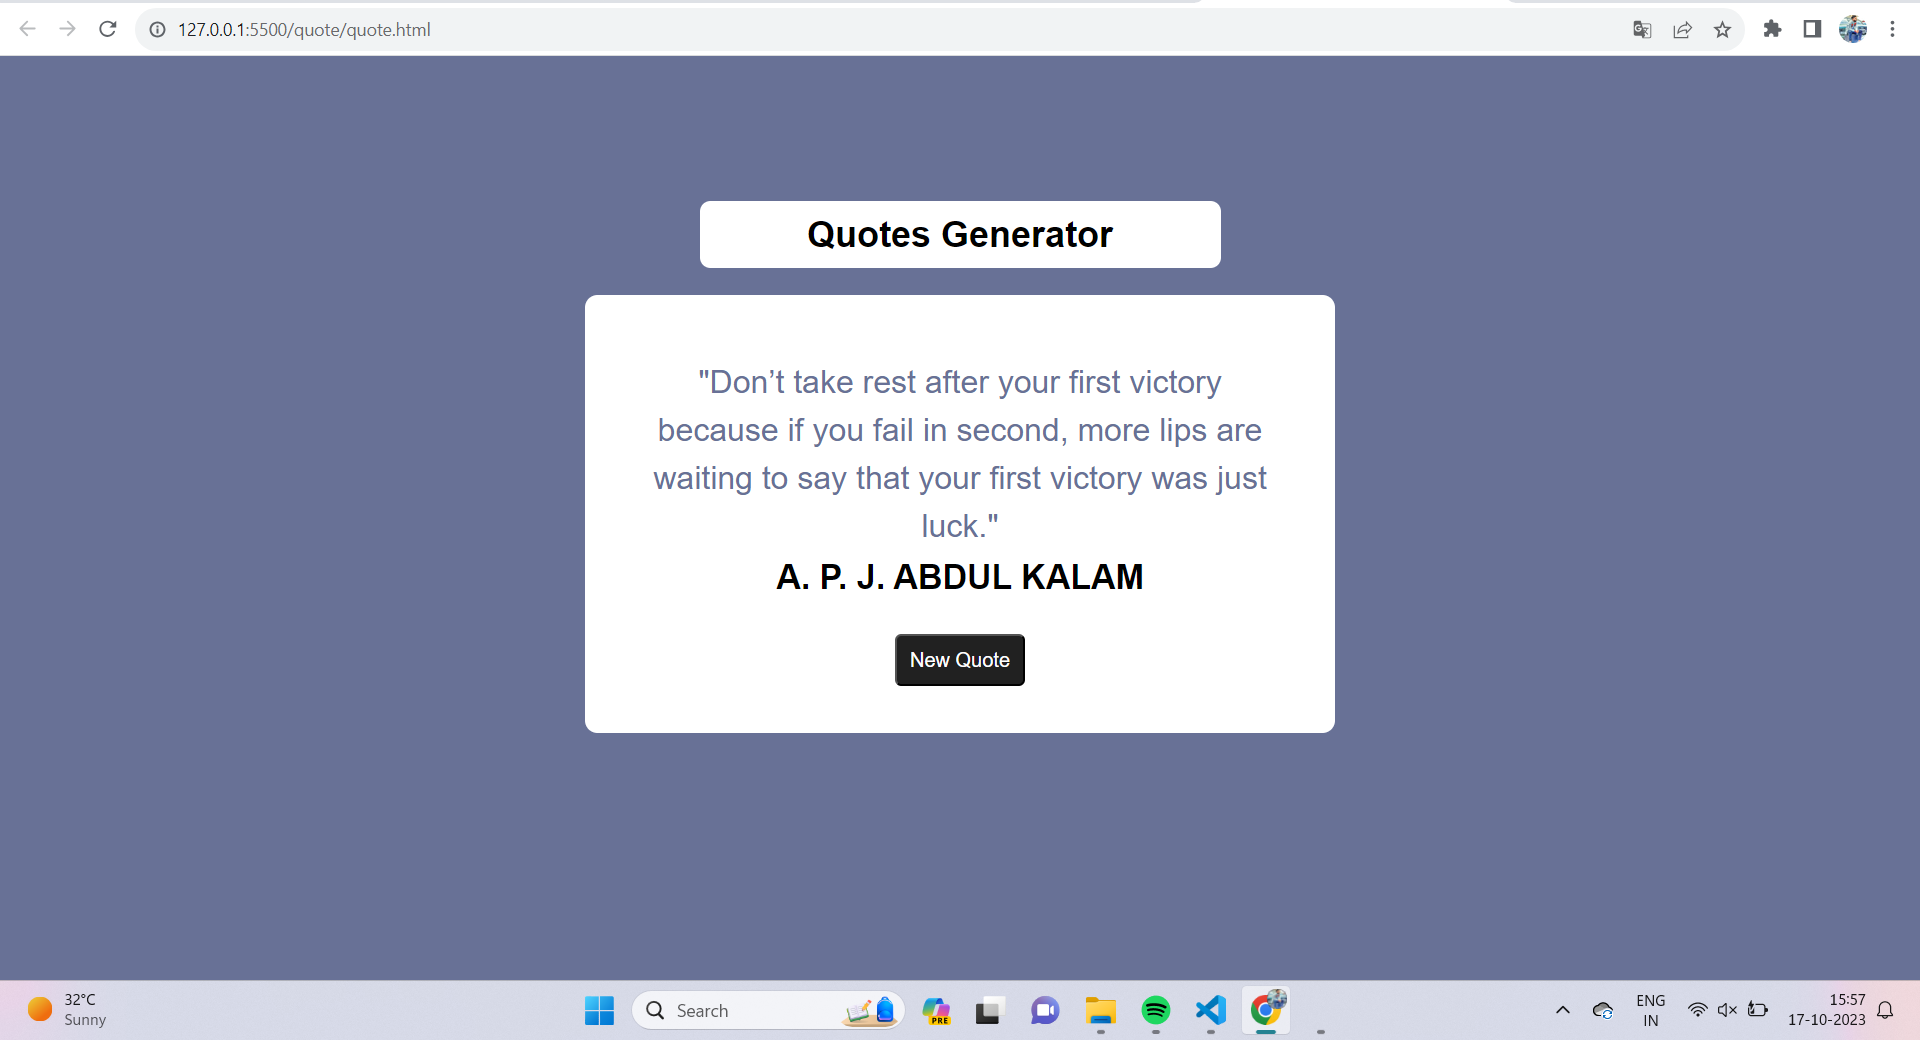 127.0.0.1:5500/quote/quote.html
Quotes Generator
"Don’t take rest after your first victory
because if you fail in second, more lips are
waiting to say that your first victory was just
luck."
A. P. J. ABDUL KALAM
New Quote
32°C
Sunny
Search
PRE
ENG
IN
15:57
17-10-2023